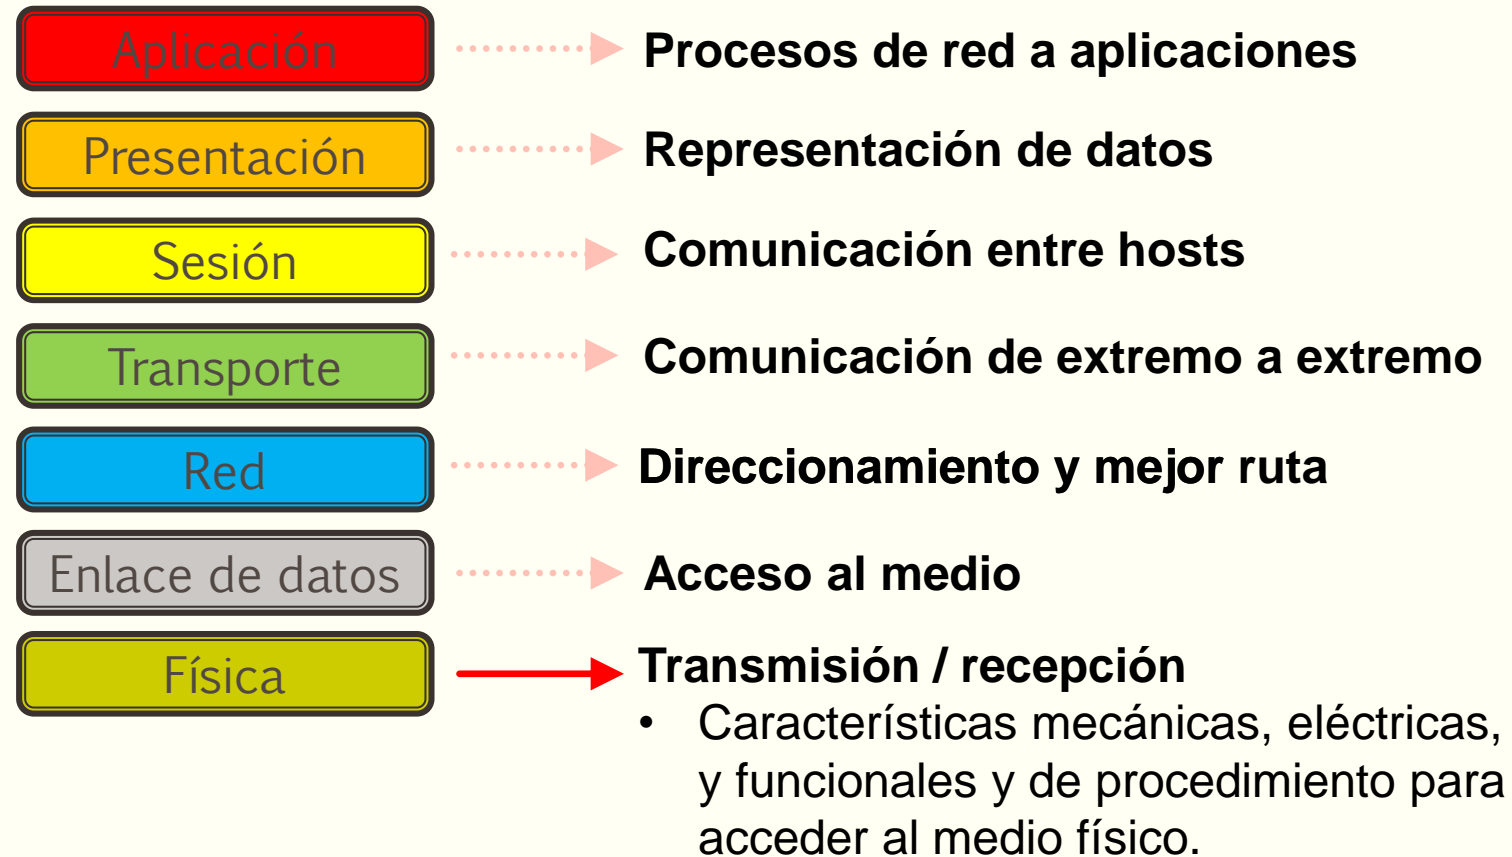 Aplicación
Procesos de red a aplicaciones
Presentación
Representación de datos
Sesión
Comunicación entre hosts
Transporte
Comunicación de extremo a extremo
Red
Direccionamiento y mejor ruta
Enlace de datos
Acceso al medio
Física
Transmisión / recepción
• Características mecánicas, eléctricas,
y funcionales y de procedimiento para
acceder al medio físico.